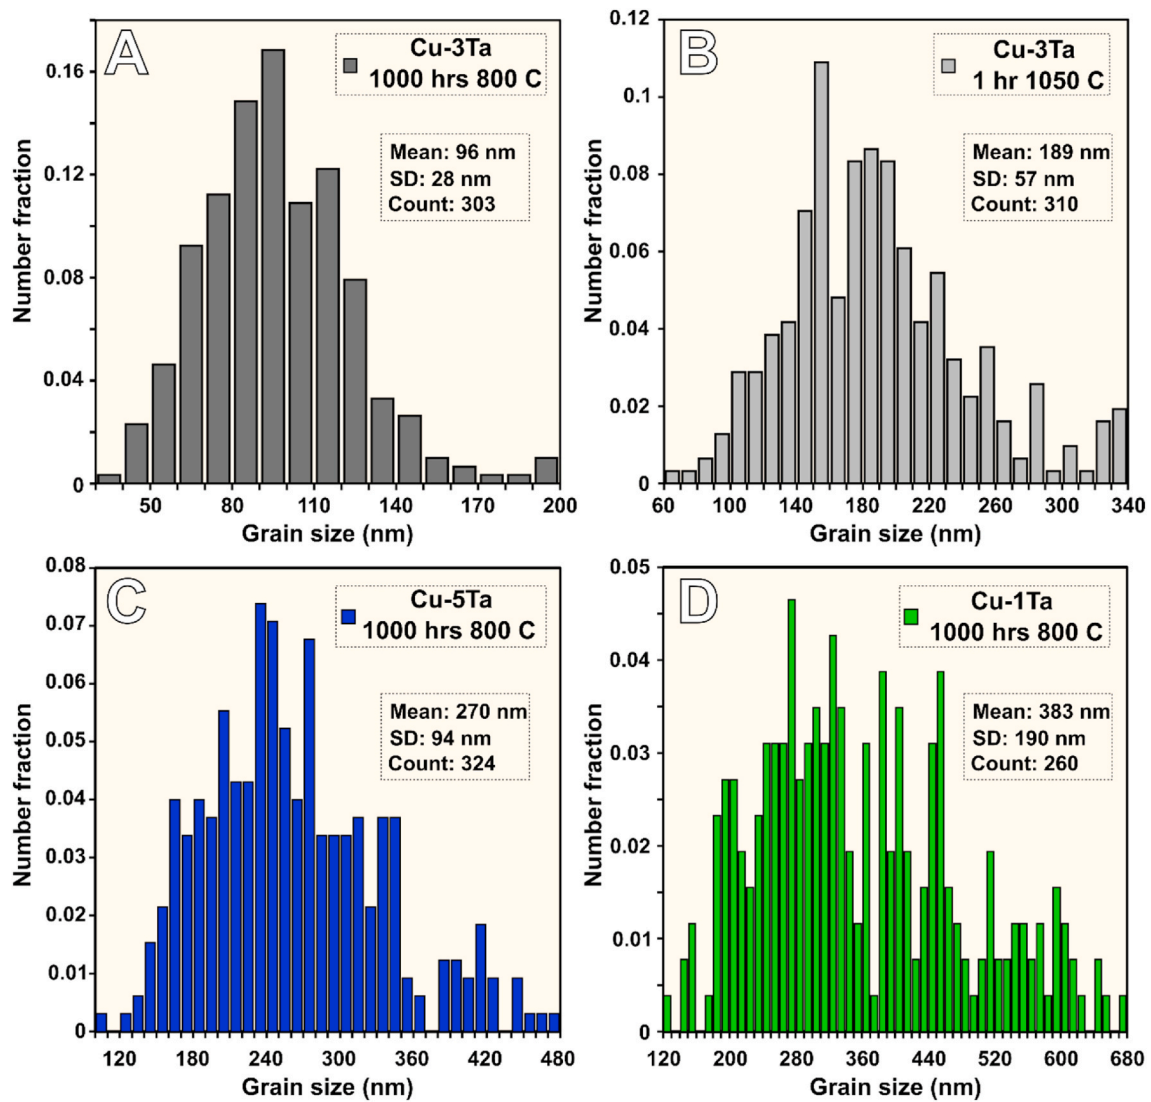 A
Cu-3Ta
1000 hrs 800 C
Mean: 96 nm
SD: 28 nm
Count: 303
Number fraction
0.16
0.12
0.08
0.04
0
50 80 110 140 170 200
Grain size (nm)
B
Cu-3Ta
1 hr 1050 C
Mean: 189 nm
SD: 57 nm
Count: 310
Number fraction
0.12
0.1
0.08
0.06
0.04
0.02
0
60 100 140 180 220 260 300 340
Grain size (nm)
C
Cu-5Ta
1000 hrs 800 C
Mean: 270 nm
SD: 94 nm
Count: 324
Number fraction
0.08
0.07
0.06
0.05
0.04
0.03
0.02
0.01
0
120 180 240 300 360 420 480
Grain size (nm)
D
Cu-1Ta
1000 hrs 800 C
Mean: 383 nm
SD: 190 nm
Count: 260
Number fraction
0.05
0.04
0.03
0.02
0.01
0
120 200 280 360 440 520 600 680
Grain size (nm)